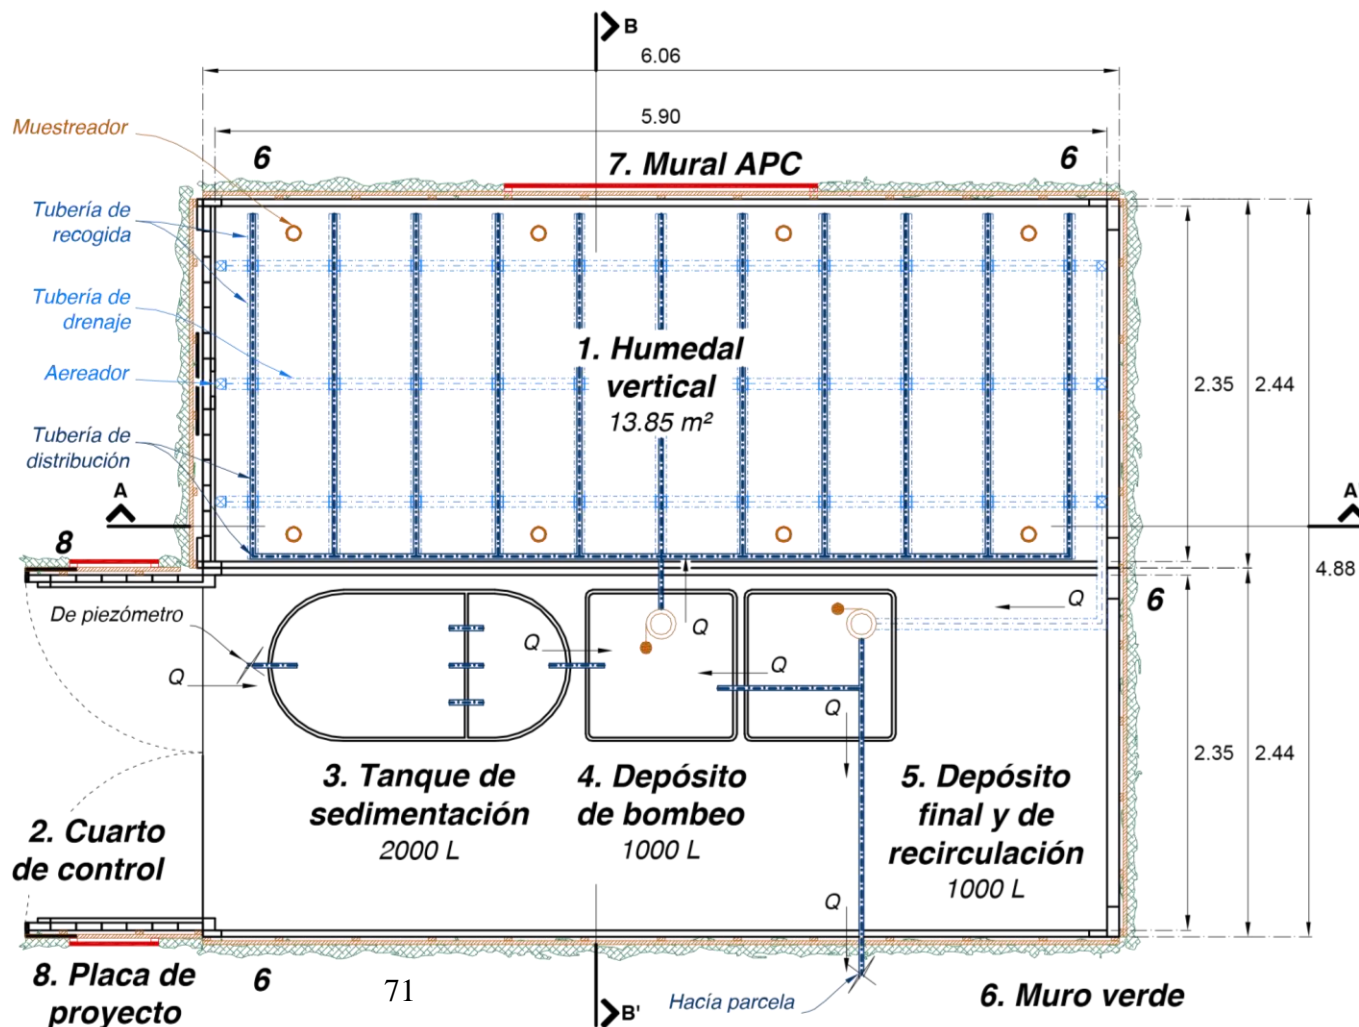 B
6.06
5.90
Muestreador
6
7. Mural APC
6
Tubería de
recogida
Tubería de
drenaje
Aereador
Tubería de
distribución
1. Humedal
vertical
13.85 m²
2.35
2.44
A
A'
8
4.88
De piezómetro
Q
Q
Q
Q
Q
6
Q
2.35
2.44
3. Tanque de
sedimentación
2000 L
4. Depósito
de bombeo
1000 L
5. Depósito
final y de
recirculación
1000 L
2. Cuarto
de control
Q
8. Placa de
proyecto
6
71
B'
Hacía parcela
6. Muro verde